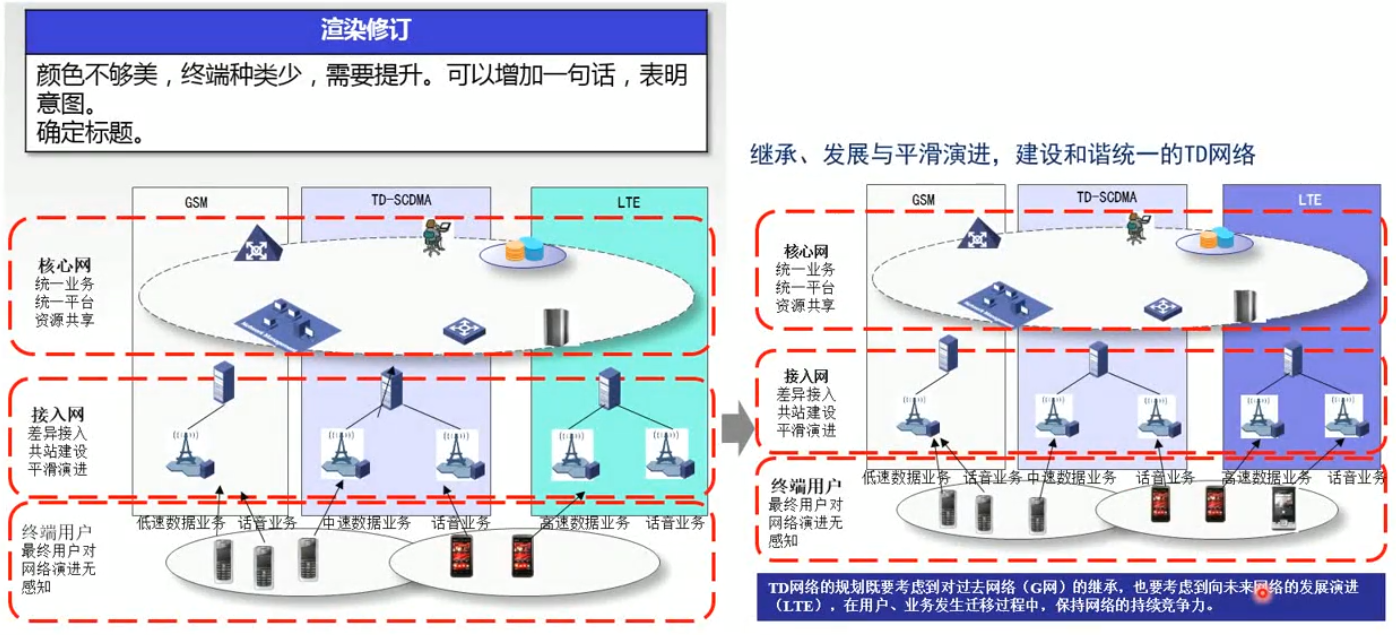 渲染修订
颜色不够美，终端种类少，需要提升。可以增加一句话，表明
意图。
确定标题。
GSM
TD-SCDMA
LTE
核心网
统一业务
统一平台
资源共享
接入网
差异接入
共站建设
平滑演进
低速数据业务
话音业务
中速数据业务
话音业务
高速数据业务
话音业务
终端用户
最终用户对
网络演进无
感知
继承、发展与平滑演进，建设和谐统一的TD网络
GSM
TD-SCDMA
LTE
核心网
统一业务
统一平台
资源共享
接入网
差异接入
共站建设
平滑演进
低速数据业务
话音业务
中速数据业务
话音业务
高速数据业务
话音业务
终端用户
最终用户对
网络演进无
感知
TD网络的规划既要考虑到对过去网络（G网）的继承，也要考虑到向未来网络的发展演进
（LTE），在用户、业务发生迁移过程中，保持网络的持续竞争力。